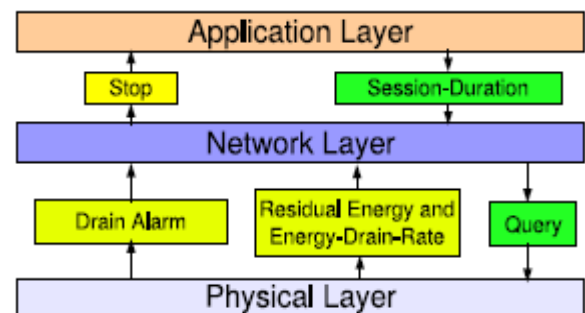 Application Layer
Stop
Session-Duration
Network Layer
Drain Alarm
Residual Energy and
Energy-Drain-Rate
Query
Physical Layer